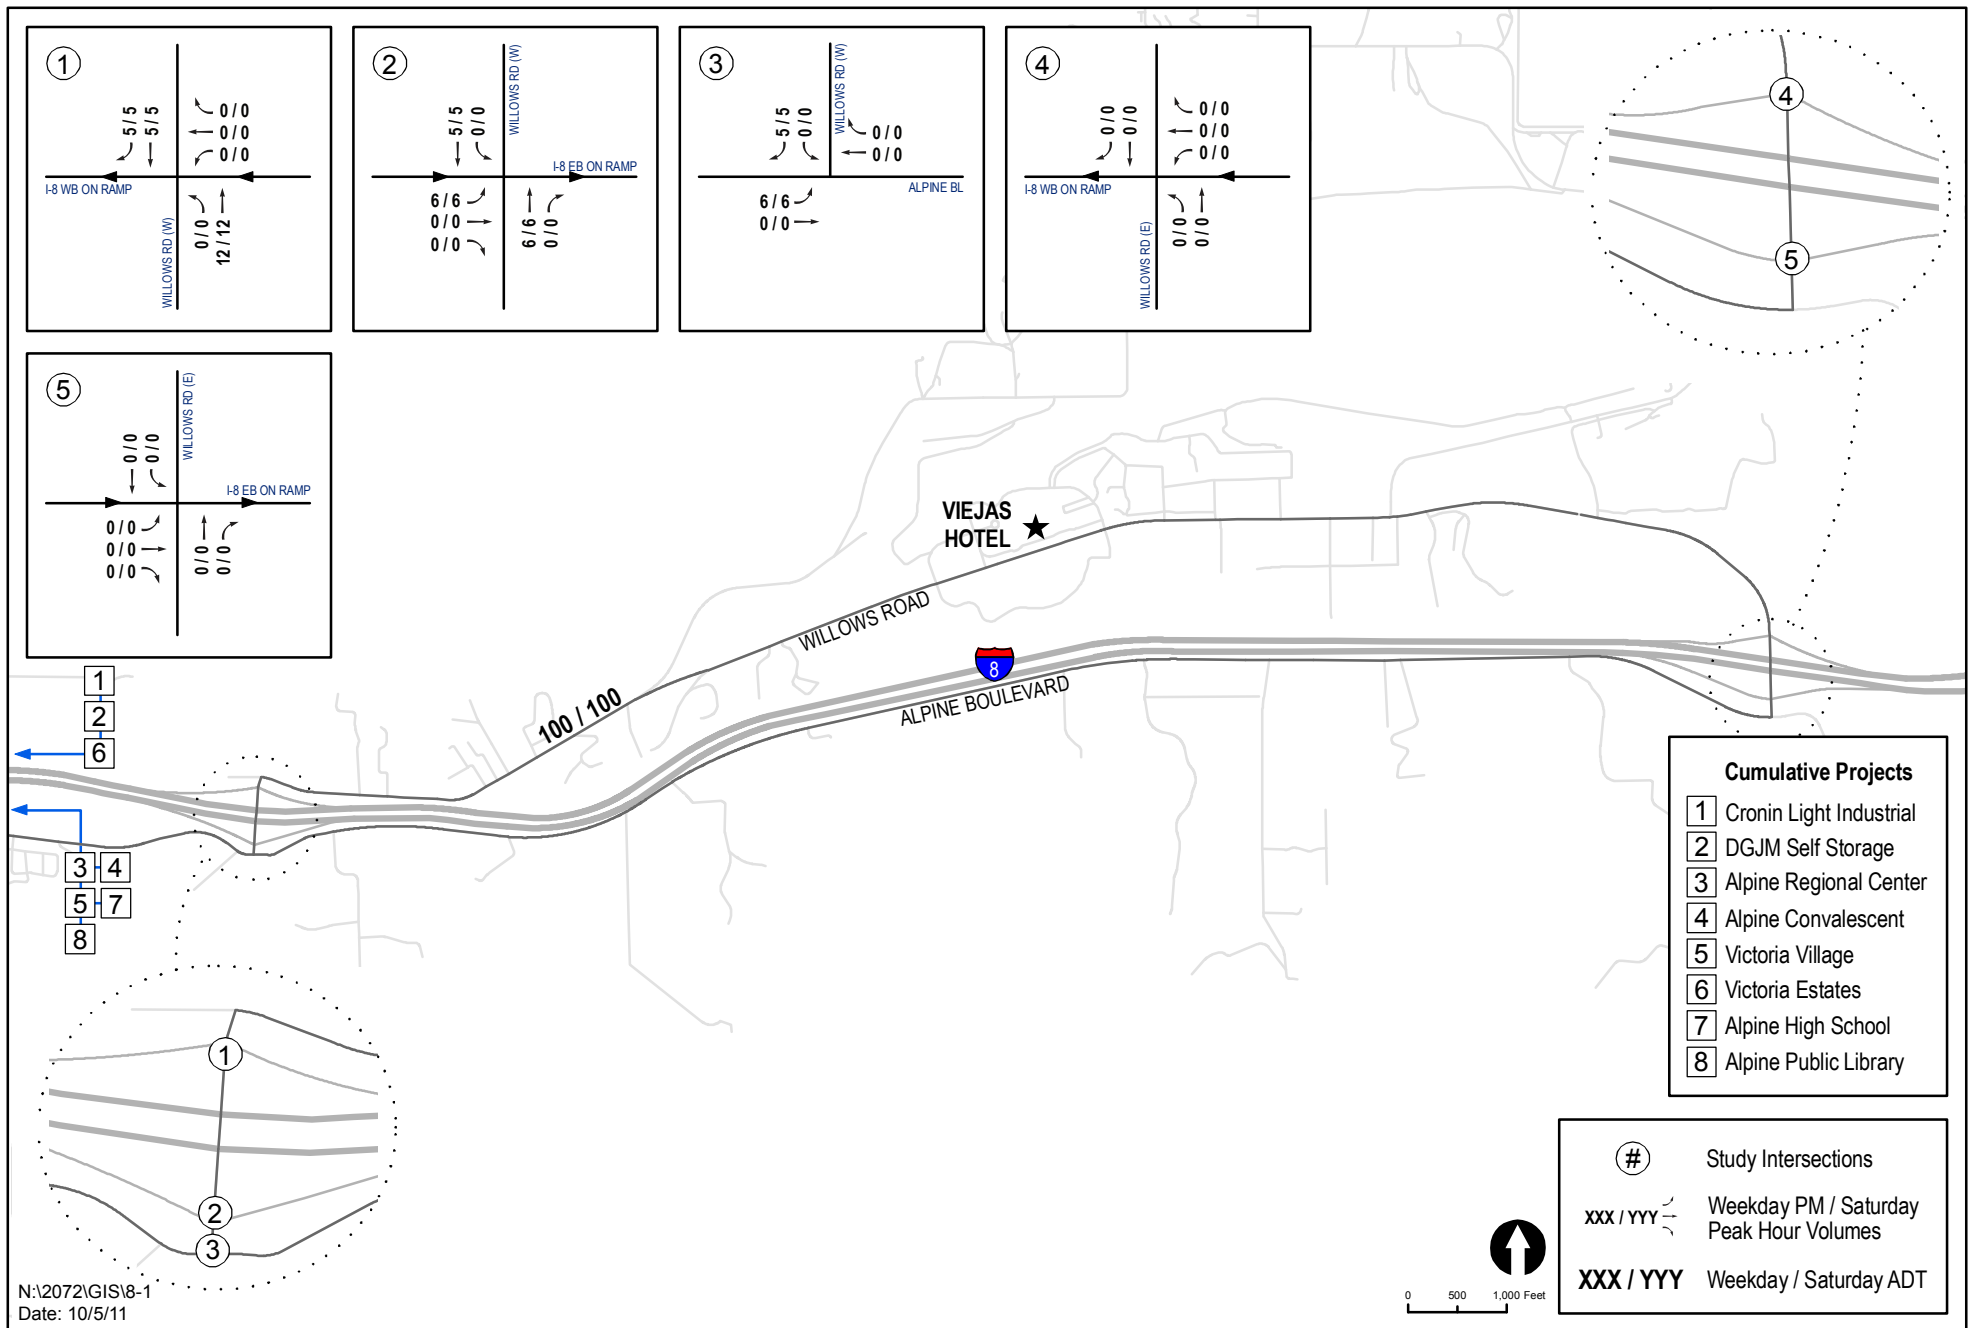 1
5 / 5
5 / 5
0 / 0
0 / 0
0 / 0
I-8 WB ON RAMP
WILLOWS RD (W)
0 / 0
12 / 12
2
WILLOWS RD (W)
5 / 5
0 / 0
I-8 EB ON RAMP
6 / 6
0 / 0
0 / 0
6 / 6
0 / 0
3
WILLOWS RD (W)
5 / 5
0 / 0
0 / 0
0 / 0
ALPINE BL
6 / 6
0 / 0
4
0 / 0
0 / 0
0 / 0
0 / 0
0 / 0
I-8 WB ON RAMP
WILLOWS RD (E)
0 / 0
0 / 0
4
5
5
WILLOWS RD (E)
0 / 0
0 / 0
I-8 EB ON RAMP
0 / 0
0 / 0
0 / 0
0 / 0
0 / 0
VIEJAS
HOTEL
WILLOWS ROAD
8
ALPINE BOULEVARD
100 / 100
1
2
6
3 4
5 7
8
1
2
3
Cumulative Projects
1 Cronin Light Industrial
2 DGJM Self Storage
3 Alpine Regional Center
4 Alpine Convalescent
5 Victoria Village
6 Victoria Estates
7 Alpine High School
8 Alpine Public Library
# Study Intersections
XXX / YYY Weekday PM / Saturday
Peak Hour Volumes
XXX / YYY Weekday / Saturday ADT
0 500 1,000 Feet
N:\2072\GIS\8-1
Date: 10/5/11